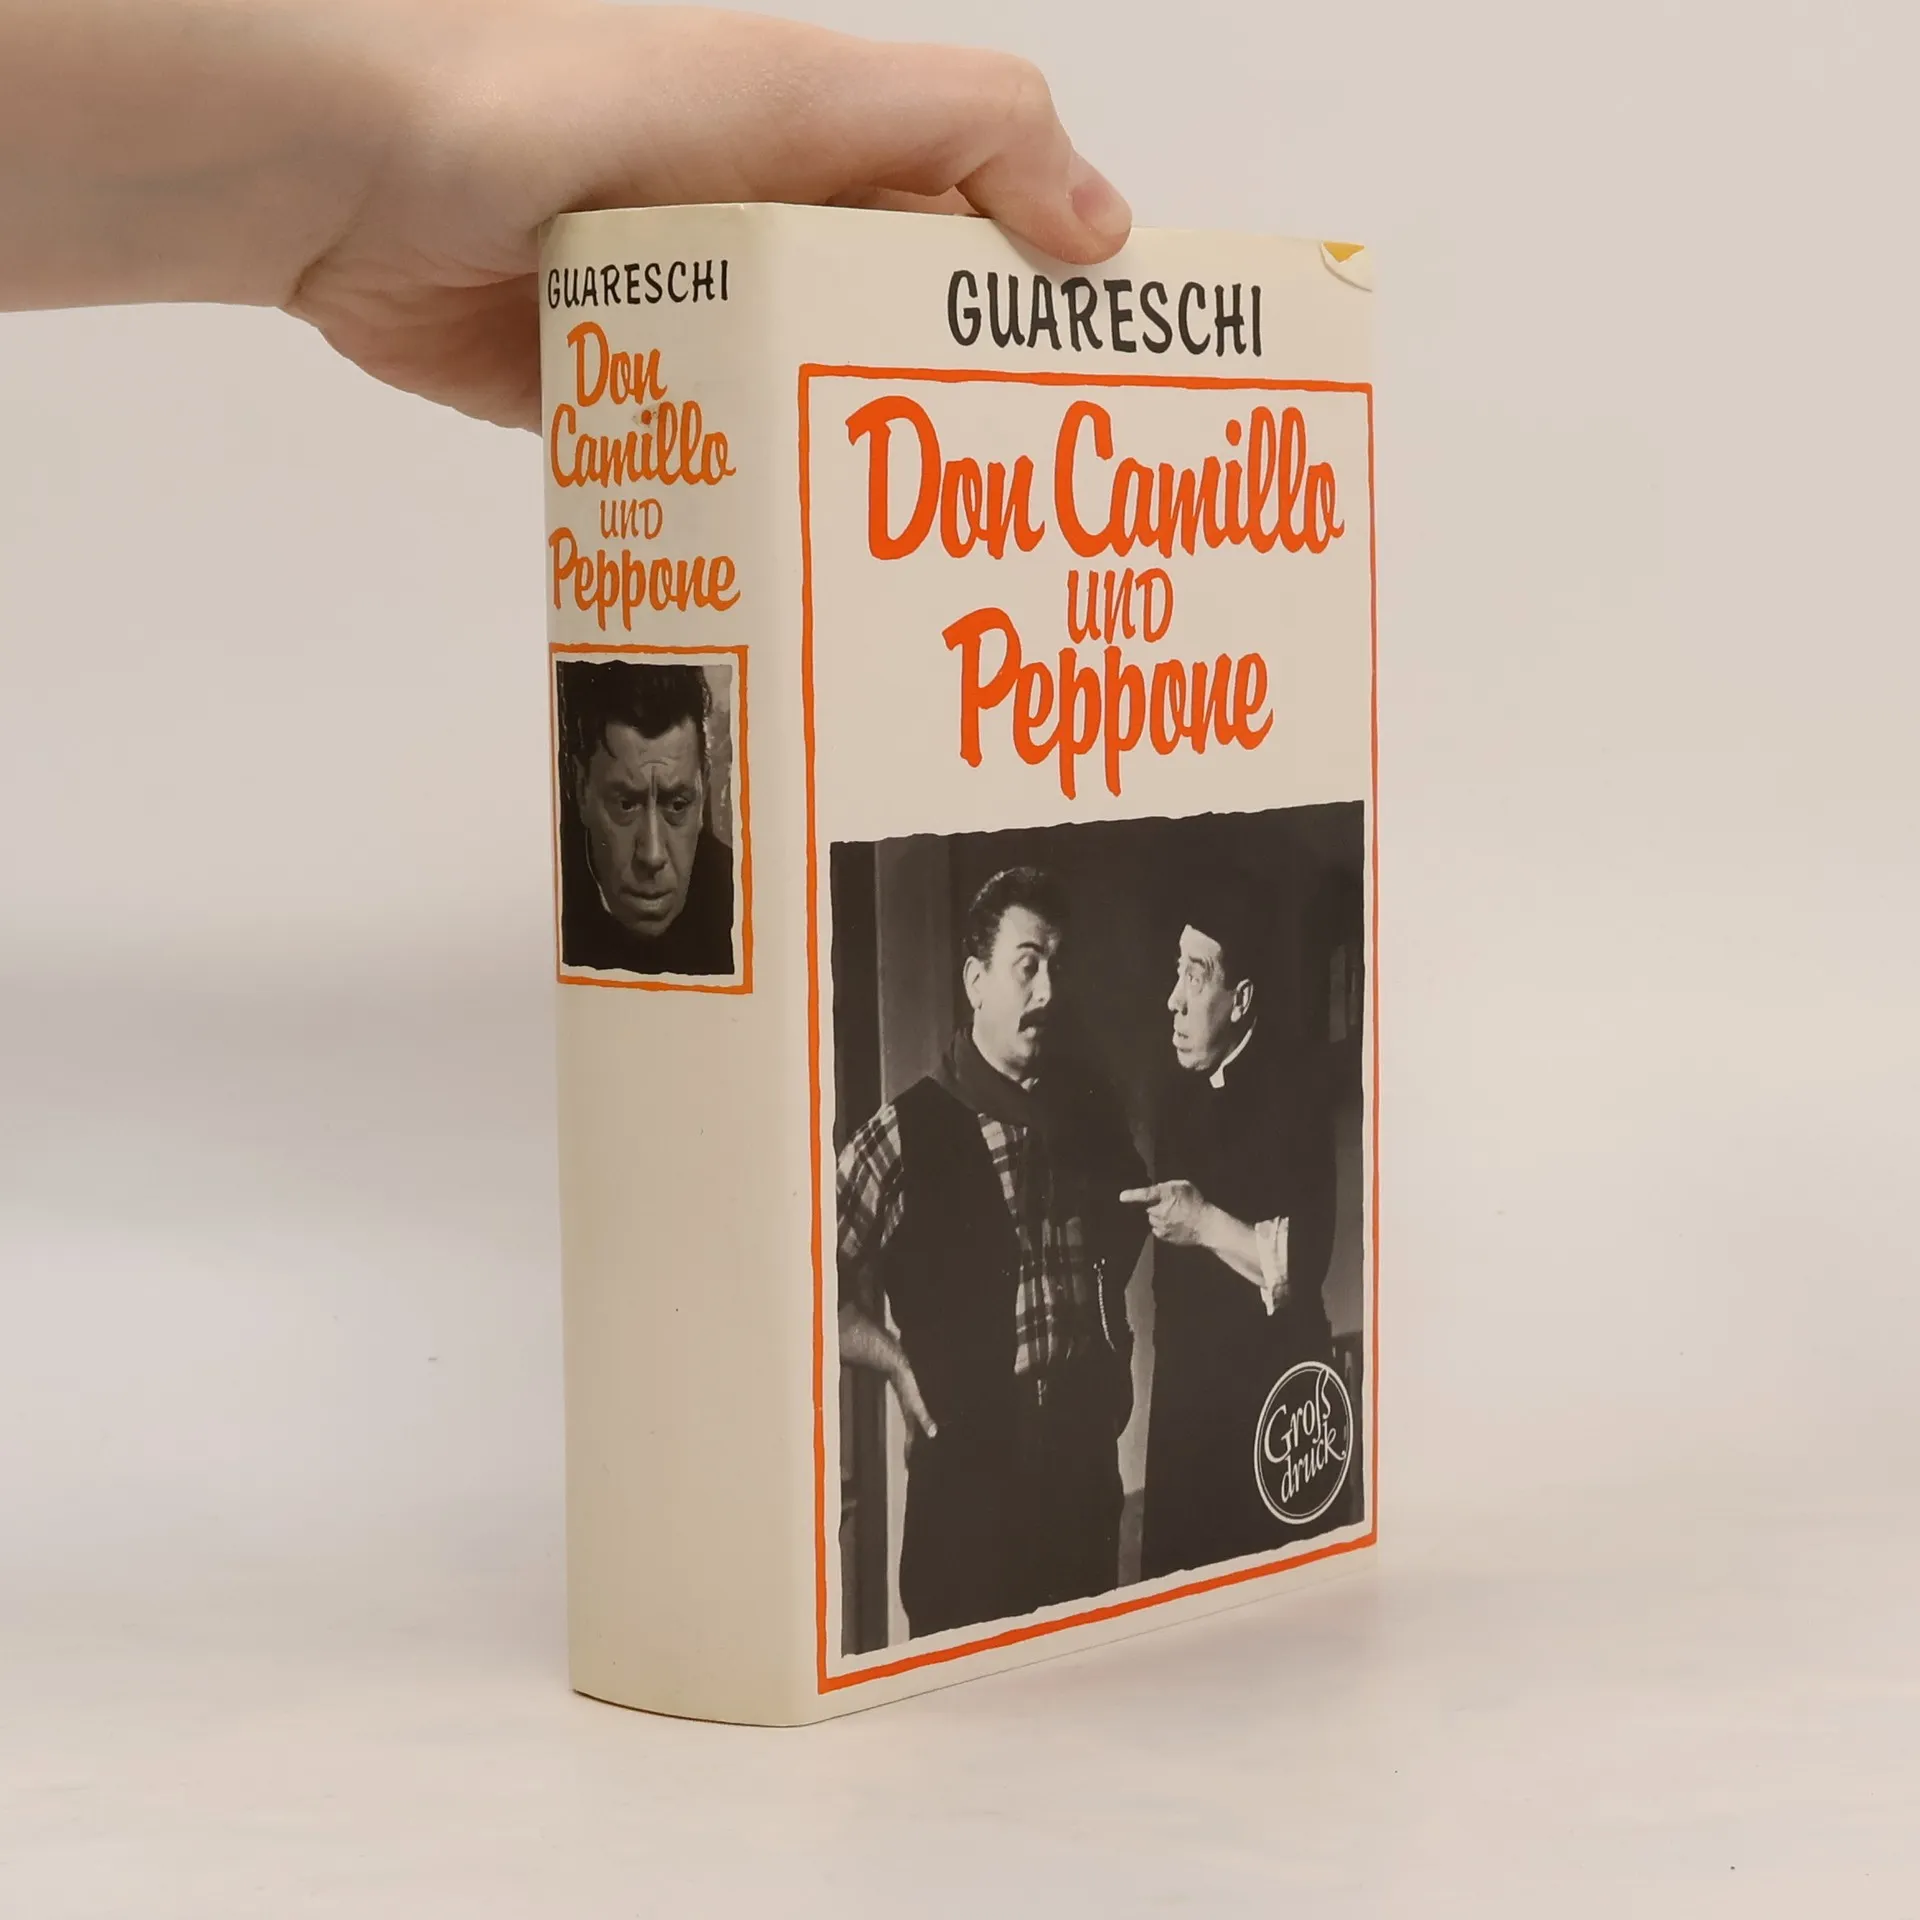 GUARESCHI
Don
Camillo
UND
Peppone
GUARESCHI
Don Camillo
UND
Peppone
Groß
druck